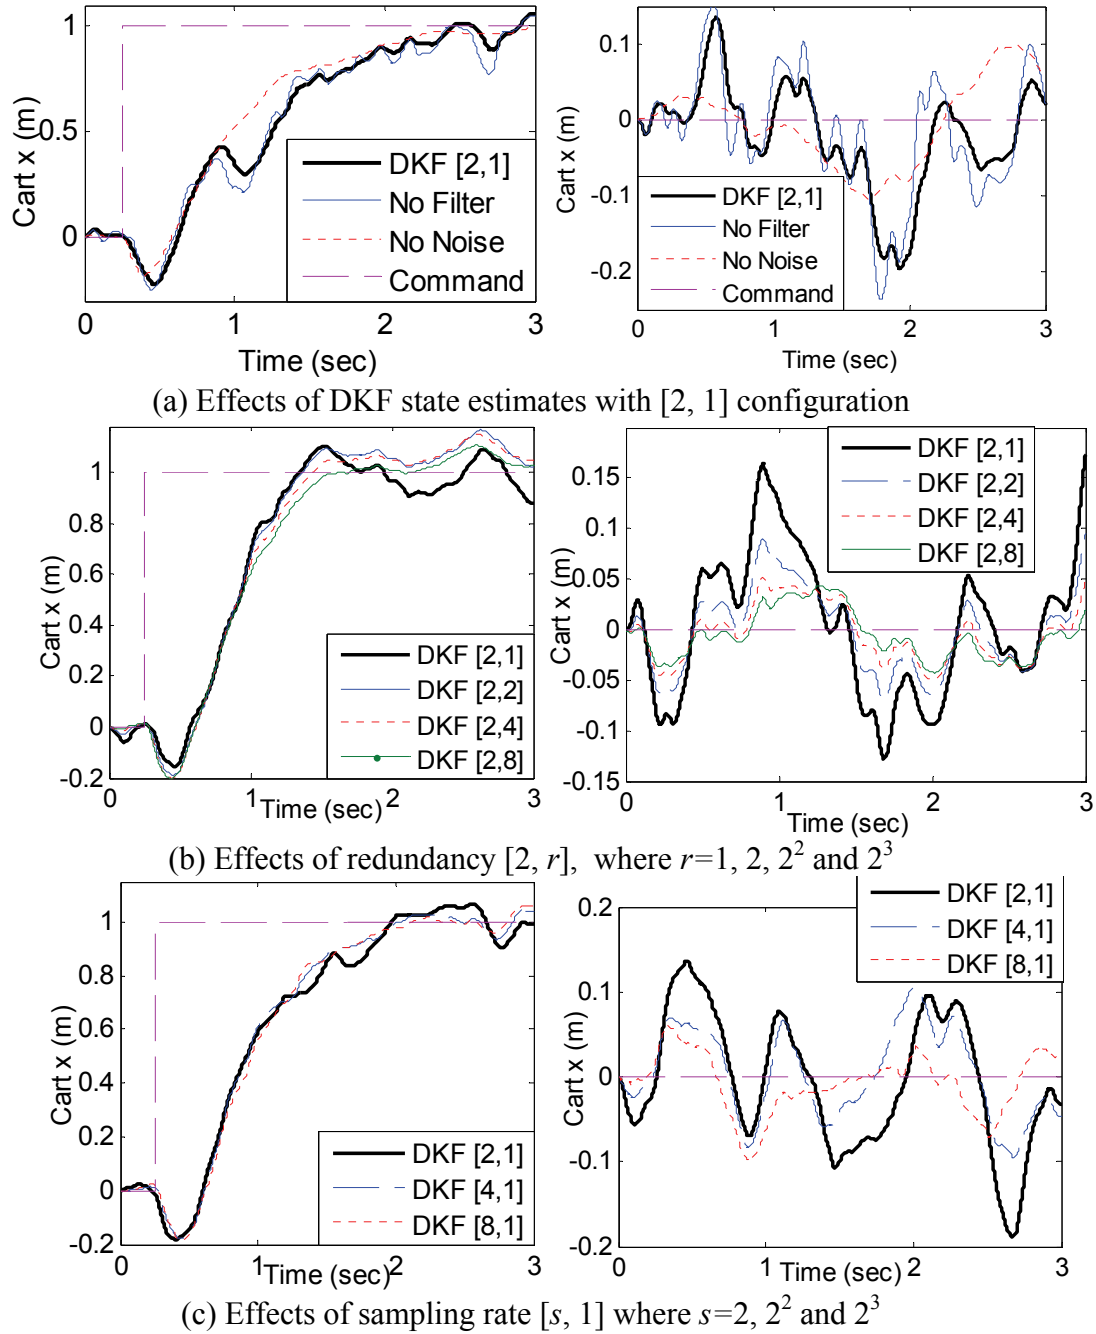 1
0.5
0
Cart x (m)
DKF [2,1]
No Filter
No Noise
Command
0 1 2 3
Time (sec)
0.1
0
-0.1
-0.2
Cart x (m)
DKF [2,1]
No Filter
No Noise
Command
0 1 2 3
Time (sec)
(a) Effects of DKF state estimates with [2, 1] configuration
1
0.8
0.6
0.4
0.2
0
-0.2
Cart x (m)
DKF [2,1]
DKF [2,2]
DKF [2,4]
DKF [2,8]
0 1 2 3
Time (sec)
0.15
0.1
0.05
0
-0.05
-0.1
-0.15
Cart x (m)
DKF [2,1]
DKF [2,2]
DKF [2,4]
DKF [2,8]
0 1 2 3
Time (sec)
(b) Effects of redundancy [2, r], where r=1, 2, 2² and 2³
1
0.8
0.6
0.4
0.2
0
-0.2
Cart x (m)
DKF [2,1]
DKF [4,1]
DKF [8,1]
0 1 2 3
Time (sec)
0.2
0.1
0
-0.1
-0.2
Cart x (m)
DKF [2,1]
DKF [4,1]
DKF [8,1]
0 1 2 3
Time (sec)
(c) Effects of sampling rate [s, 1] where s=2, 2² and 2³